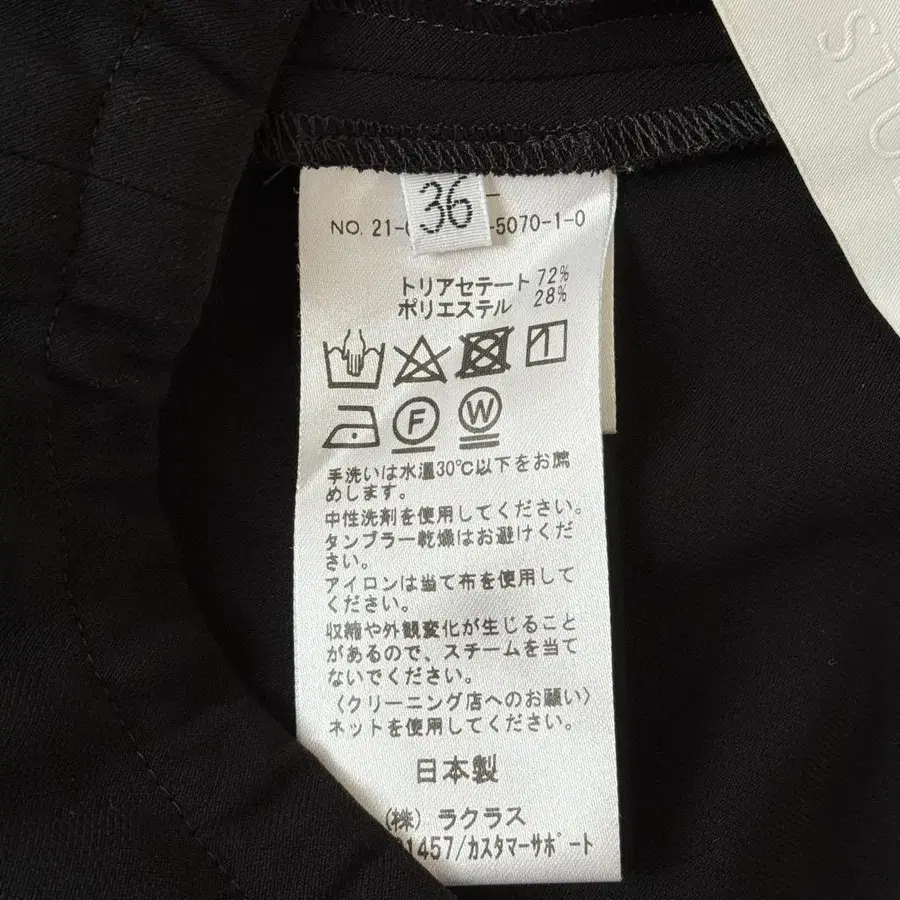 STU
36
NO. 21- -5070-1-0
トリアセテート 72%
ポリエステル 28%
F W
手洗いは水温30℃以下をお薦
めします。
中性洗剤を使用してください。
タンブラー乾燥はお避けくだ
さい。
アイロンは当て布を使用して
ください。
収縮や外観変化が生じること
があるので、スチームを当て
ないでください。
〈クリーニング店へのお願い〉
ネットを使用してください。
日本製
(株) ラクラス
1457/カスタマーサポート